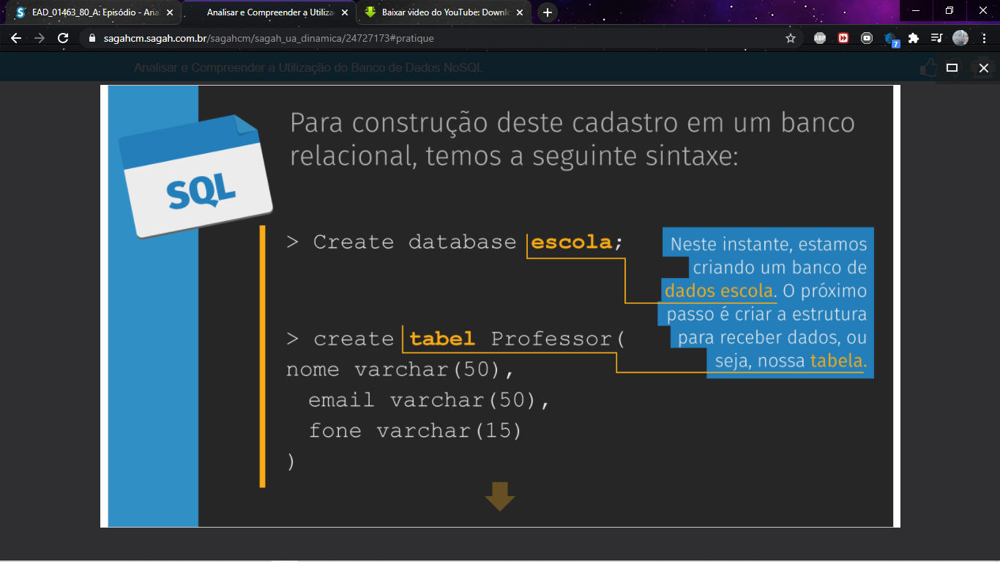 EAD_01463_80_A: Episódio - Ana
Analisar e Compreender a Utiliza
Baixar video do YouTube: Downlo
sagahcm.sagah.com.br/sagahcm/sagah_ua_dinamica/24727173#pratique
ABP
7
Analisar e Compreender a Utilização do Banco de Dados NoSQL
SQL
Para construção deste cadastro em um banco
relacional, temos a seguinte sintaxe:
> Create database escola;
> create tabel Professor(
nome varchar(50),
email varchar(50),
fone varchar(15)
)
Neste instante, estamos
criando um banco de
dados escola. O próximo
passo é criar a estrutura
para receber dados, ou
seja, nossa tabela.